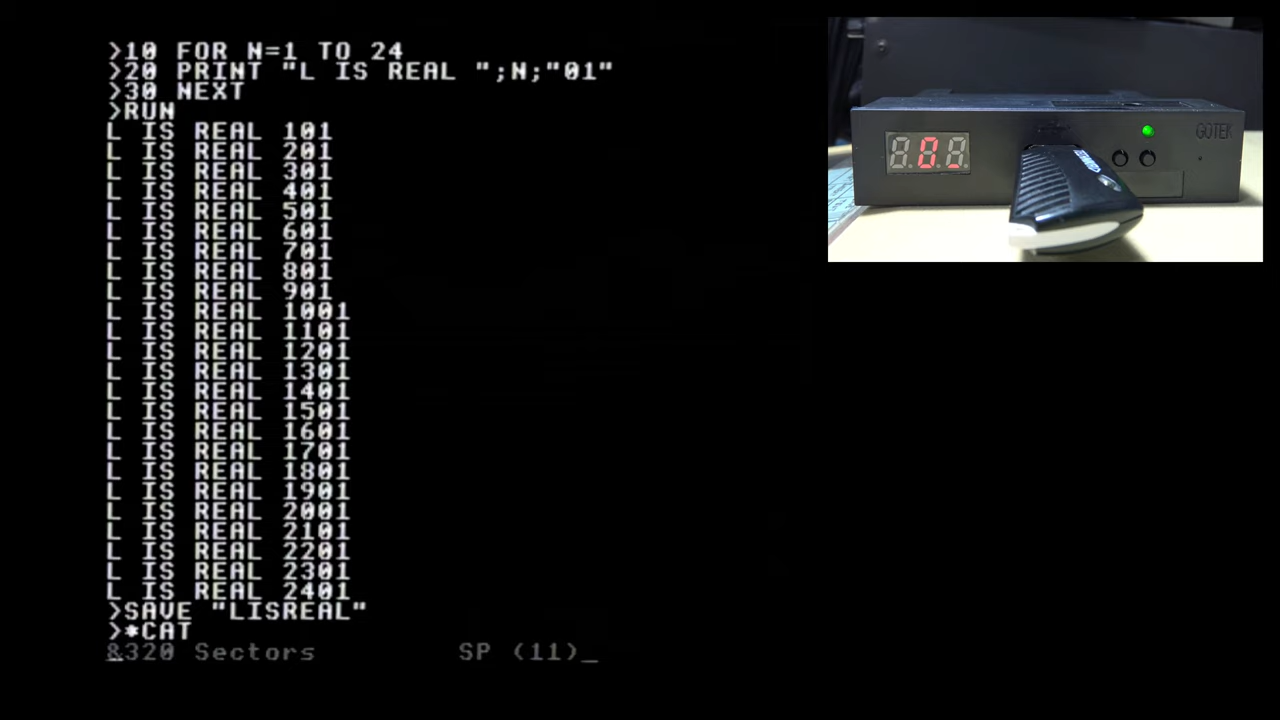 >10 FOR N=1 TO 24
>20 PRINT "L IS REAL ";N;"01"
>30 NEXT
>RUN
L IS REAL 101
L IS REAL 201
L IS REAL 301
L IS REAL 401
L IS REAL 501
L IS REAL 601
L IS REAL 701
L IS REAL 801
L IS REAL 901
L IS REAL 1001
L IS REAL 1101
L IS REAL 1201
L IS REAL 1301
L IS REAL 1401
L IS REAL 1501
L IS REAL 1601
L IS REAL 1701
L IS REAL 1801
L IS REAL 1901
L IS REAL 2001
L IS REAL 2101
L IS REAL 2201
L IS REAL 2301
L IS REAL 2401
>SAVE "LISREAL"
>*CAT
&320 Sectors SP (11)_
GOTEK